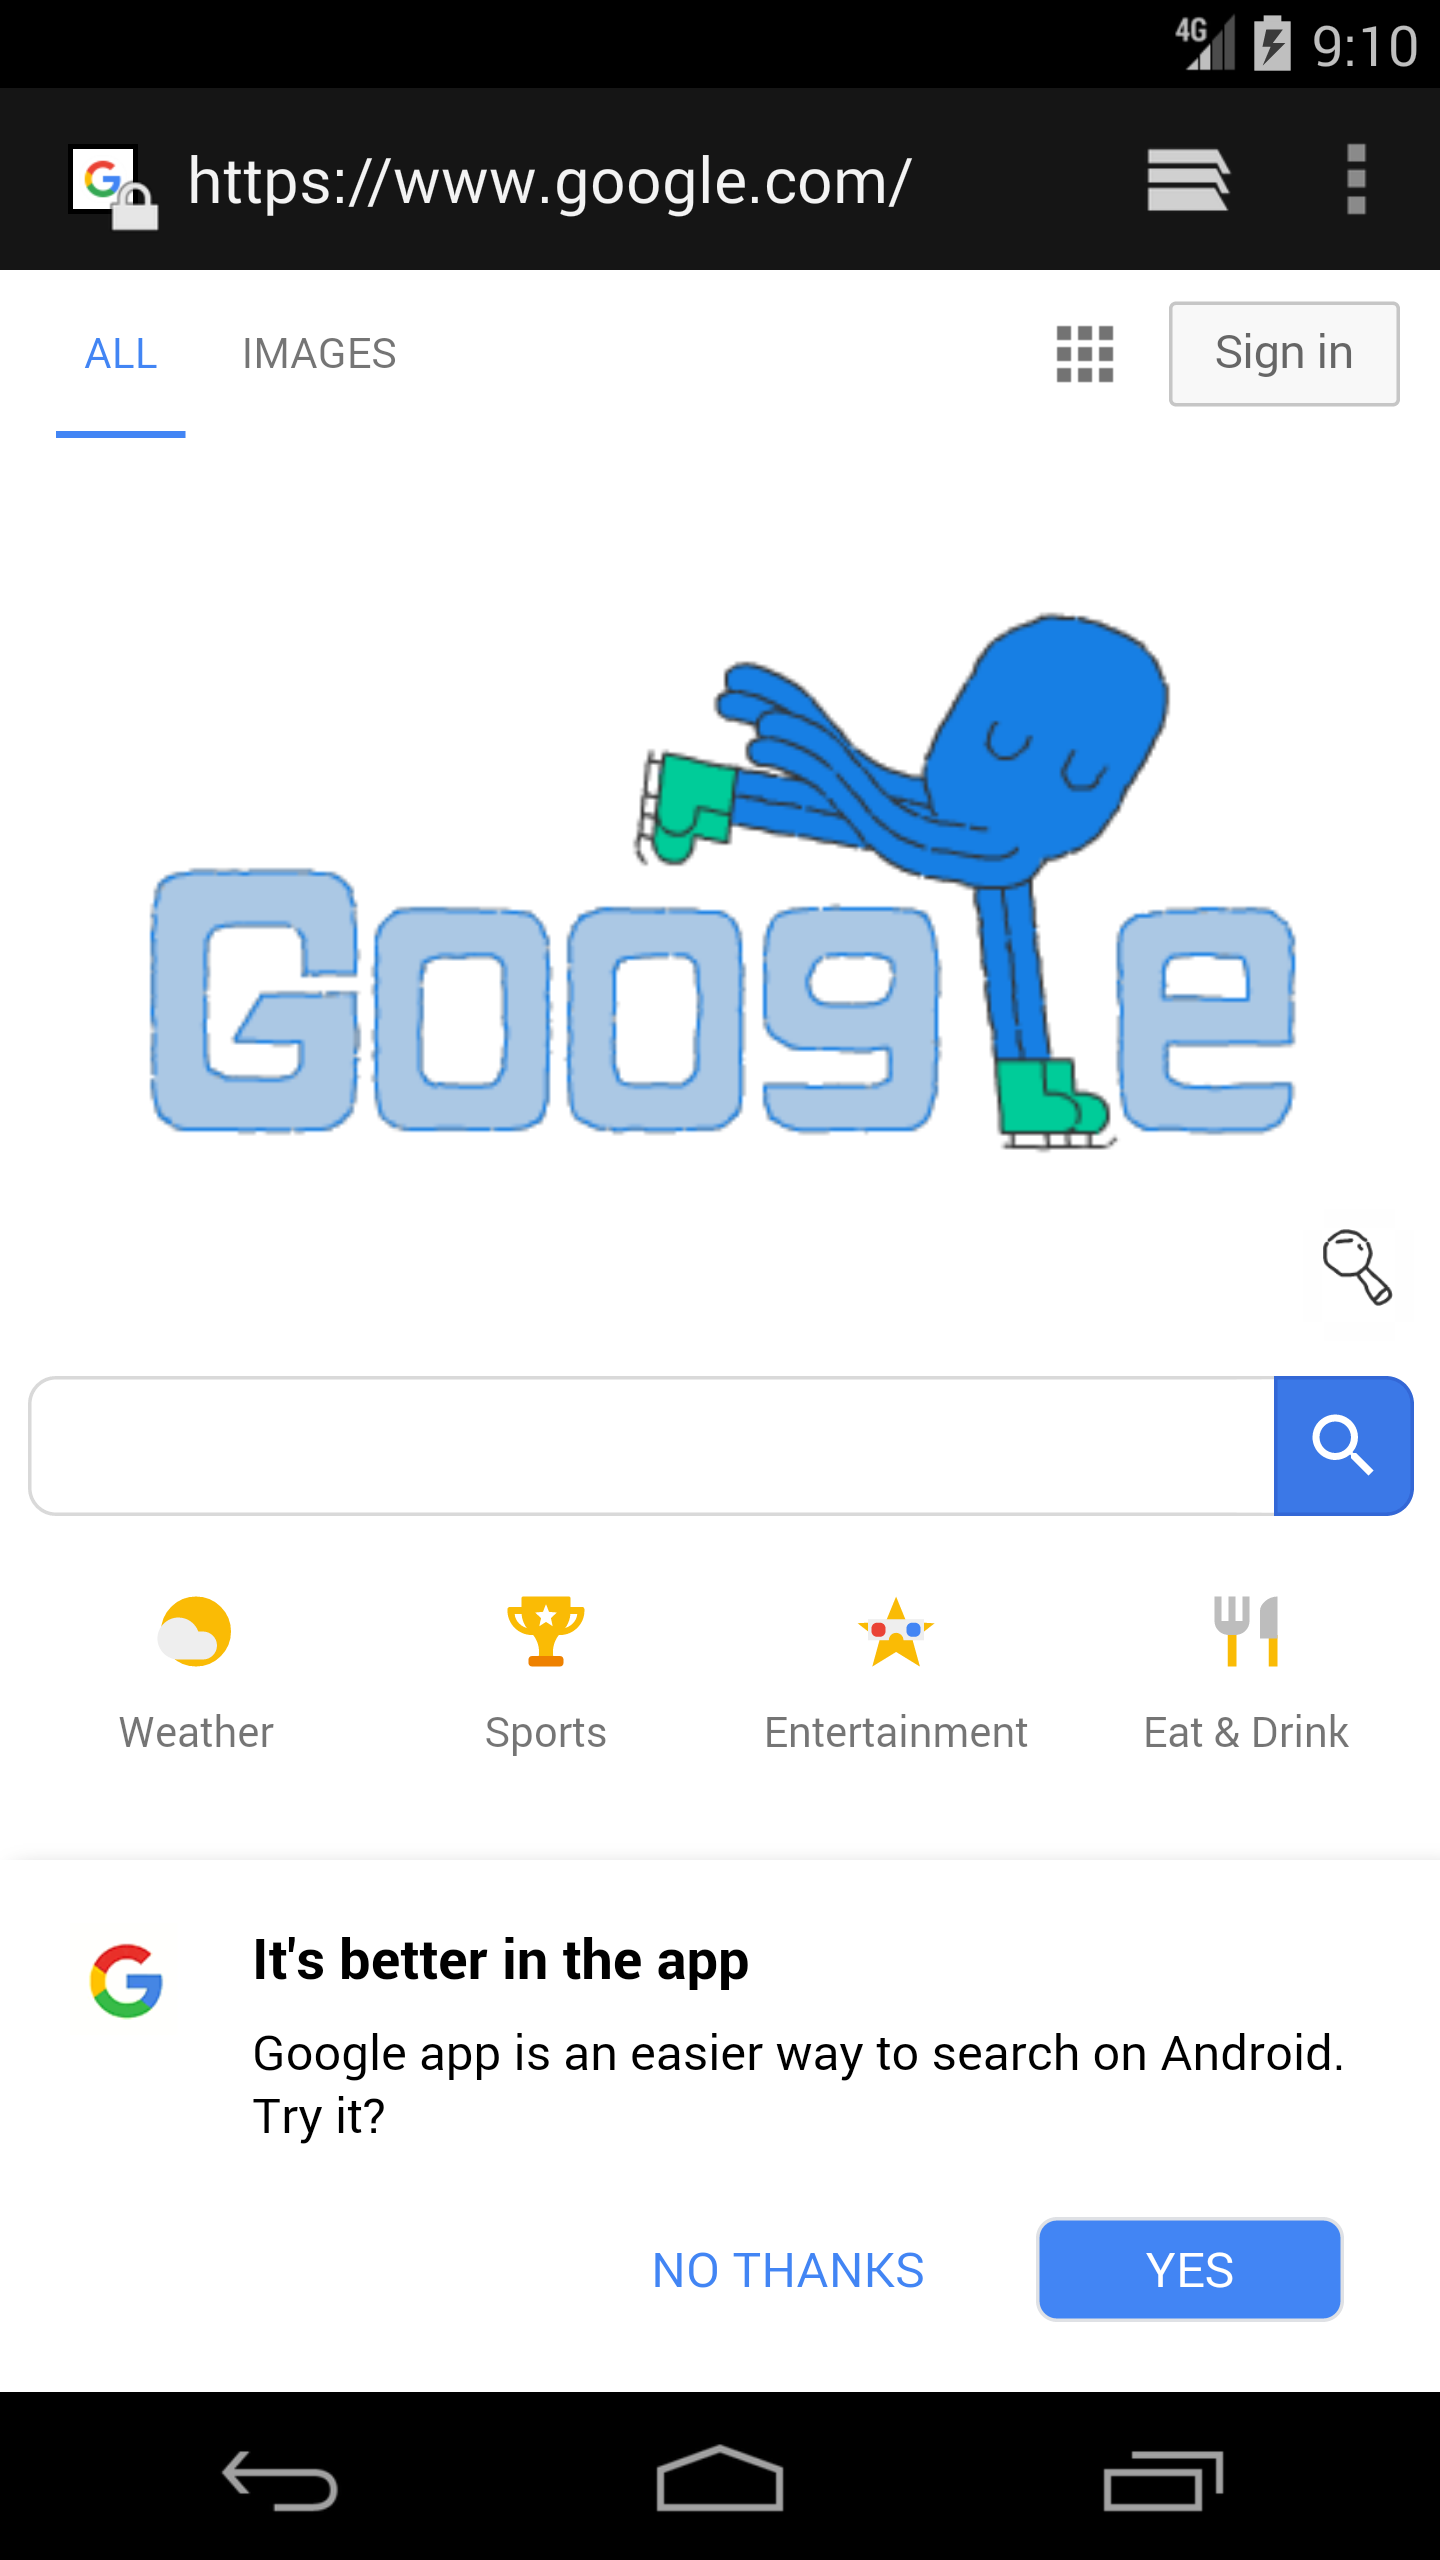 4G 9:10
https://www.google.com/
ALL IMAGES Sign in
Google
Weather Sports Entertainment Eat & Drink
It's better in the app
Google app is an easier way to search on Android.
Try it?
NO THANKS YES